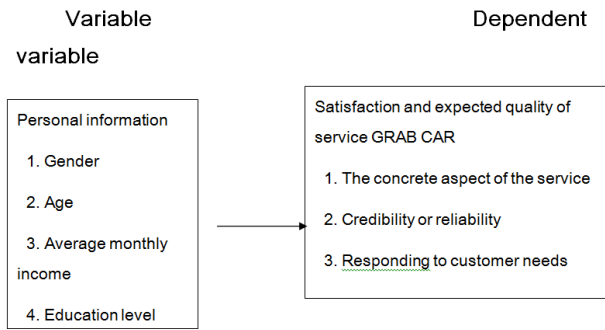 Variable Dependent
variable
Personal information
1. Gender
2. Age
3. Average monthly
income
4. Education level
Satisfaction and expected quality of
service GRAB CAR
1. The concrete aspect of the service
2. Credibility or reliability
3. Responding to customer needs